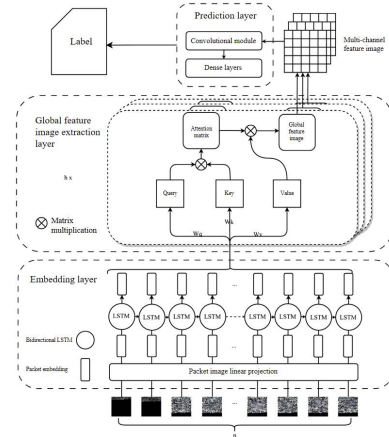 Prediction layer
Label
Convolutional module
Dense layers
Multi-channel
feature image
Global feature
image extraction
layer
h x
Attention
matrix
Global
feature
image
Query
Key
Value
Matrix
multiplication
Wq
Wk
Wv
Embedding layer
...
LSTM
LSTM
LSTM
LSTM
LSTM
LSTM
LSTM
LSTM
Bidirectional LSTM
Packet embedding
...
Packet image linear projection
...
n